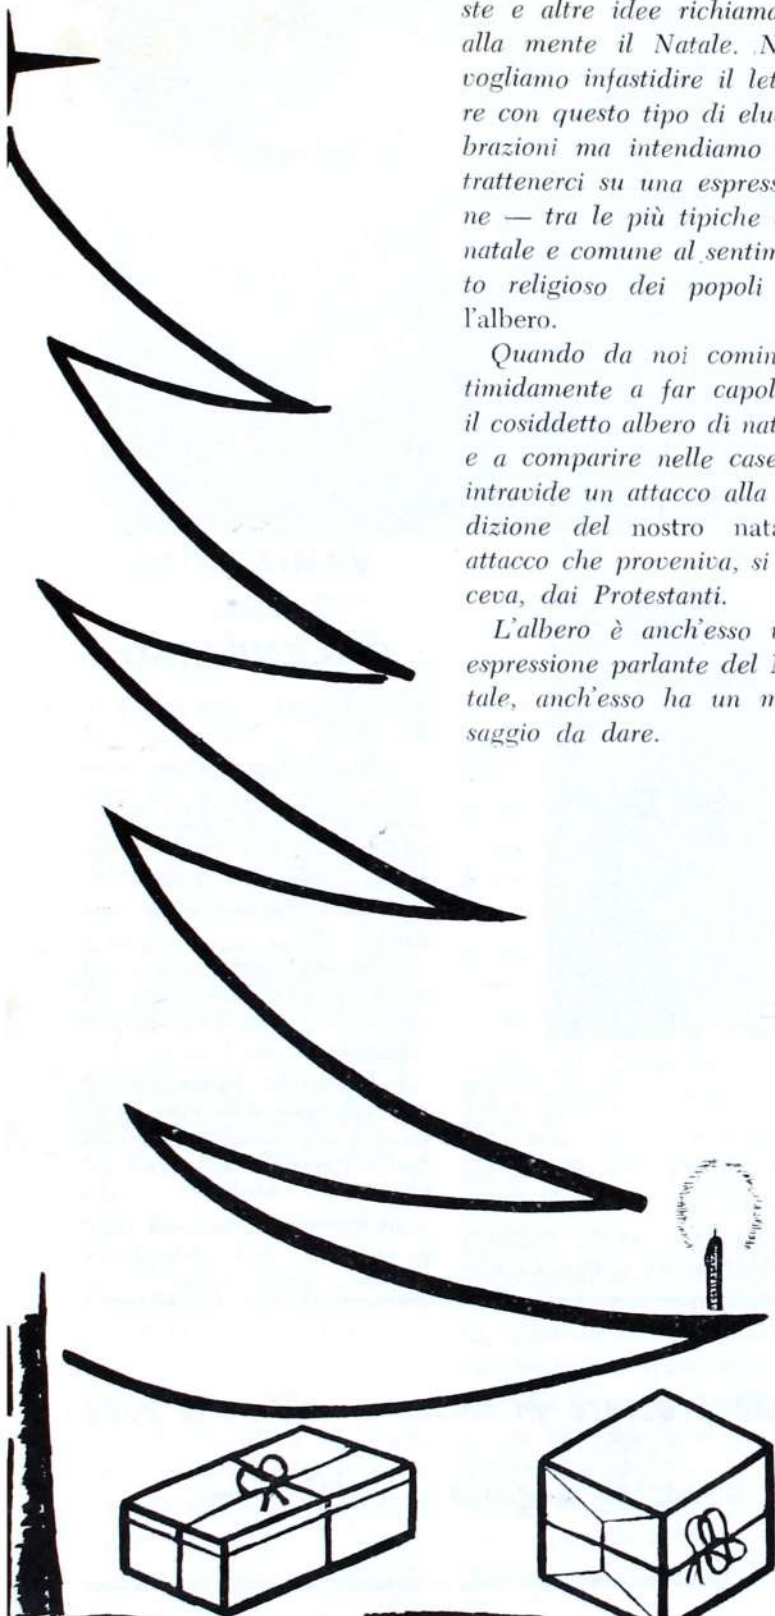 ste e altre idee richiama
alla mente il Natale. N
vogliamo infastidire il let
re con questo tipo di elu
brazioni ma intendiamo
trattenerci su una espress
ne — tra le più tipiche
natale e comune al sentim
to religioso dei popoli
l'albero.
Quando da noi comin
timidamente a far capol
il cosiddetto albero di nat
e a comparire nelle case
intravide un attacco alla
dizione del nostro nata
attacco che proveniva, si
ceva, dai Protestanti.
L'albero è anch'esso u
espressione parlante del N
tale, anch'esso ha un m
saggio da dare.